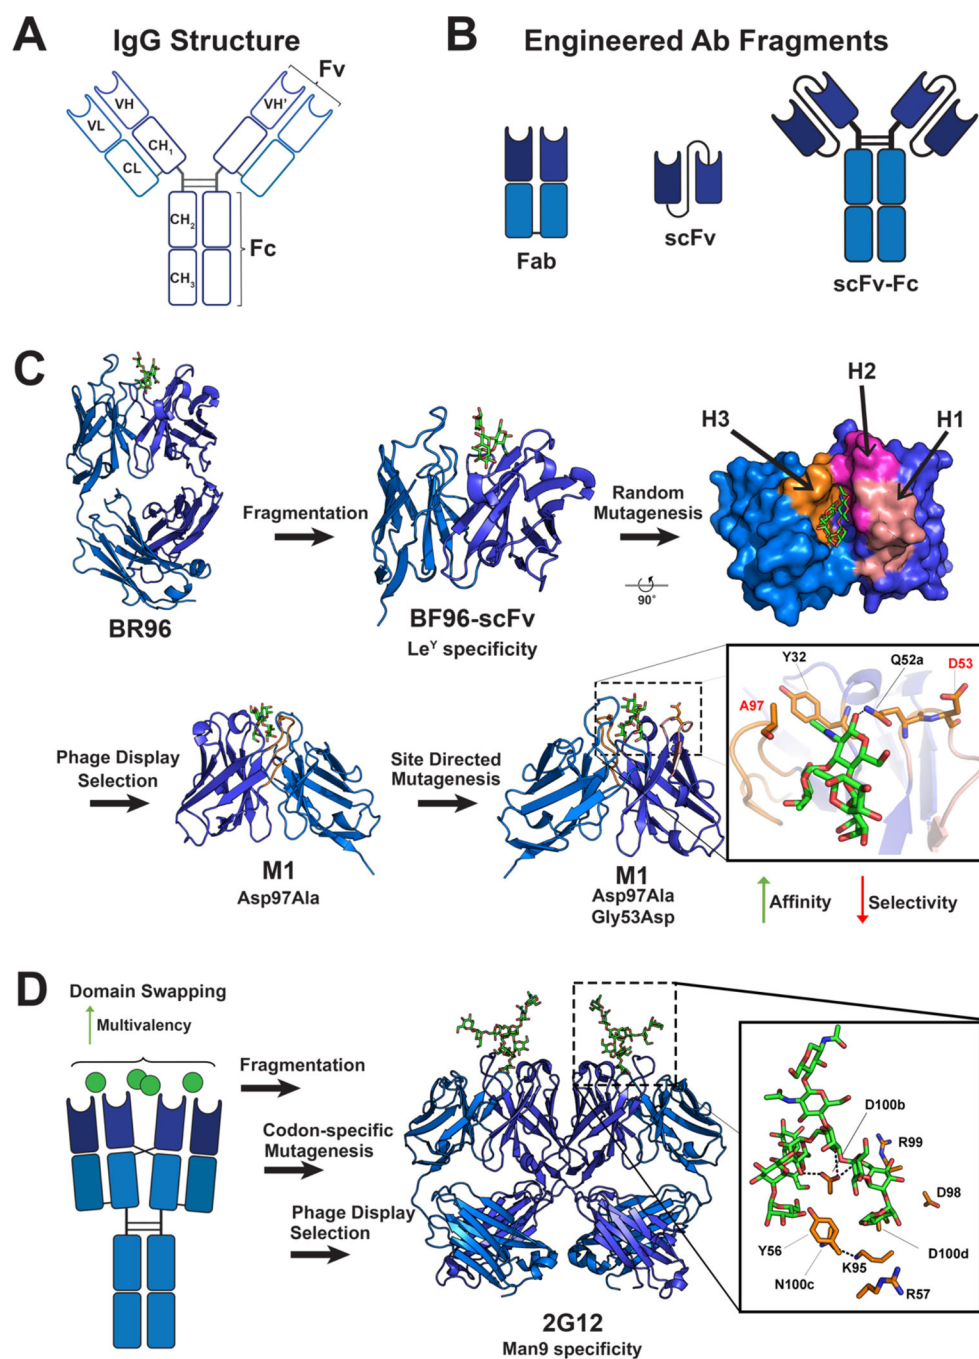 A
IgG Structure
Fv
VH
VH'
VL
CH1
CL
CH2
Fc
CH3
B
Engineered Ab Fragments
Fab
scFv
scFv-Fc
C
BR96
Fragmentation
BF96-scFv
LeY specificity
Random
Mutagenesis
90°
H3
H2
H1
Phage Display
Selection
M1
Asp97Ala
Site Directed
Mutagenesis
M1
Asp97Ala
Gly53Asp
A97
Y32
Q52a
D53
Affinity
Selectivity
D
Domain Swapping
Multivalency
Fragmentation
Codon-specific
Mutagenesis
Phage Display
Selection
2G12
Man9 specificity
D100b
R99
D98
Y56
D100d
K95
N100c
R57